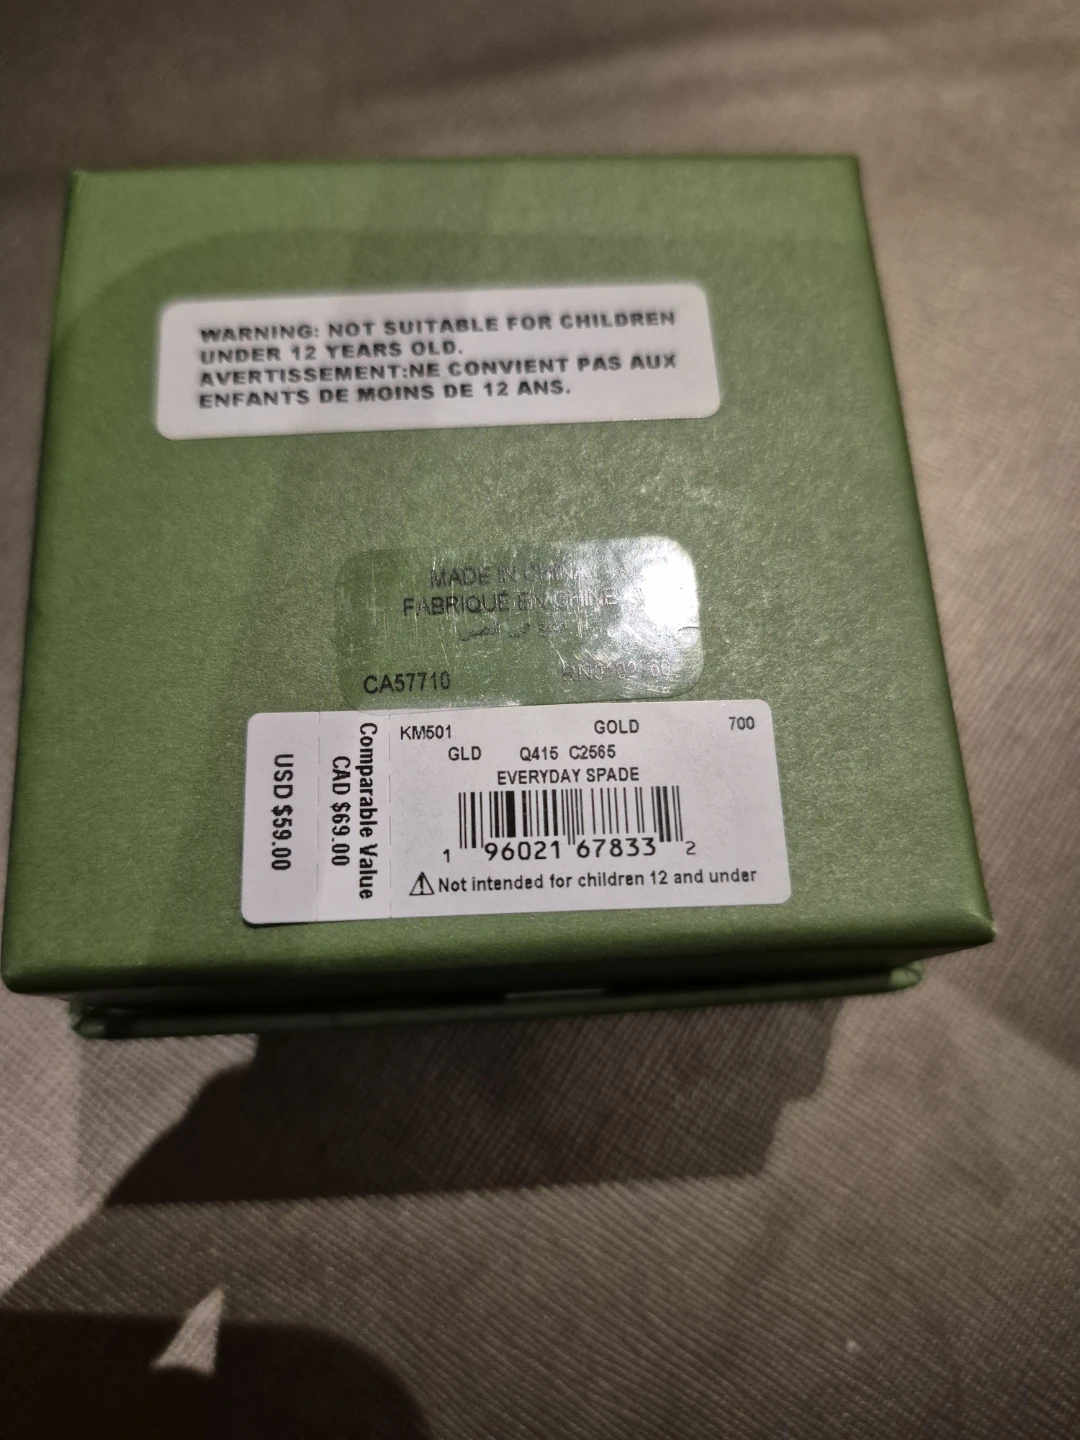 WARNING: NOT SUITABLE FOR CHILDREN
UNDER 12 YEARS OLD.
AVERTISSEMENT:NE CONVIENT PAS AUX
ENFANTS DE MOINS DE 12 ANS.
MADE IN CHINA
FABRIQUÉ EN CHINE
CA57710
KM501 GOLD 700
GLD Q415 C2565
EVERYDAY SPADE
1 96021 67833 2
Not intended for children 12 and under
Comparable Value
CAD $69.00
USD $59.00